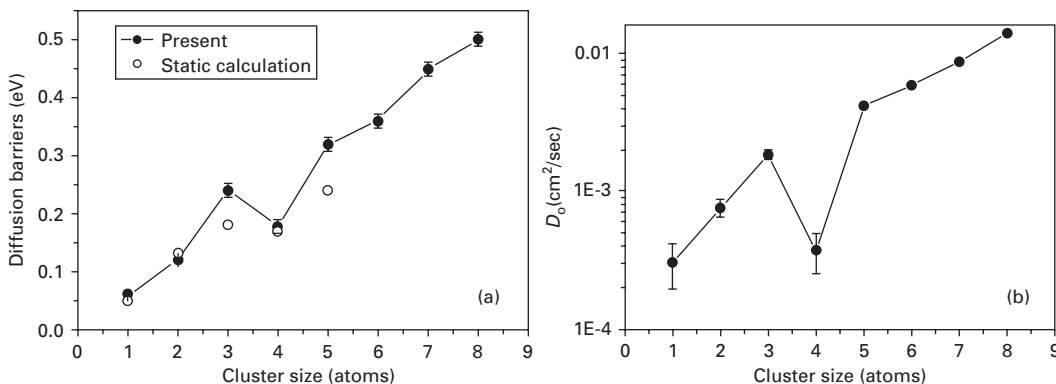 0.5
0.4
0.3
0.2
0.1
0.0
Diffusion barriers (eV)
Present
Static calculation
(a)
0 1 2 3 4 5 6 7 8 9
Cluster size (atoms)
0.01
1E-3
1E-4
Do(cm²/sec)
(b)
0 1 2 3 4 5 6 7 8 9
Cluster size (atoms)